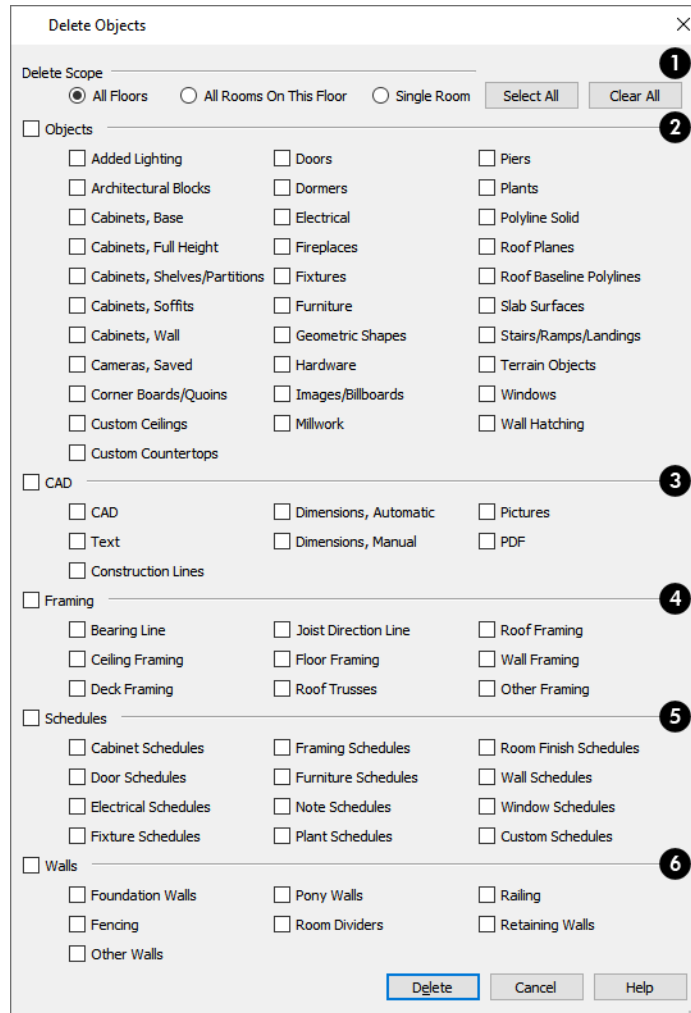 Delete Objects
1
Delete Scope
All Floors All Rooms On This Floor Single Room Select All Clear All
Objects 2
Added Lighting Doors Piers
Architectural Blocks Dormers Plants
Cabinets, Base Electrical Polyline Solid
Cabinets, Full Height Fireplaces Roof Planes
Cabinets, Shelves/Partitions Fixtures Roof Baseline Polylines
Cabinets, Soffits Furniture Slab Surfaces
Cabinets, Wall Geometric Shapes Stairs/Ramps/Landings
Cameras, Saved Hardware Terrain Objects
Corner Boards/Quoins Images/Billboards Windows
Custom Ceilings Millwork Wall Hatching
Custom Countertops
CAD 3
CAD Dimensions, Automatic Pictures
Text Dimensions, Manual PDF
Construction Lines
Framing 4
Bearing Line Joist Direction Line Roof Framing
Ceiling Framing Floor Framing Wall Framing
Deck Framing Roof Trusses Other Framing
Schedules 5
Cabinet Schedules Framing Schedules Room Finish Schedules
Door Schedules Furniture Schedules Wall Schedules
Electrical Schedules Note Schedules Window Schedules
Fixture Schedules Plant Schedules Custom Schedules
Walls 6
Foundation Walls Pony Walls Railing
Fencing Room Dividers Retaining Walls
Other Walls
Delete Cancel Help